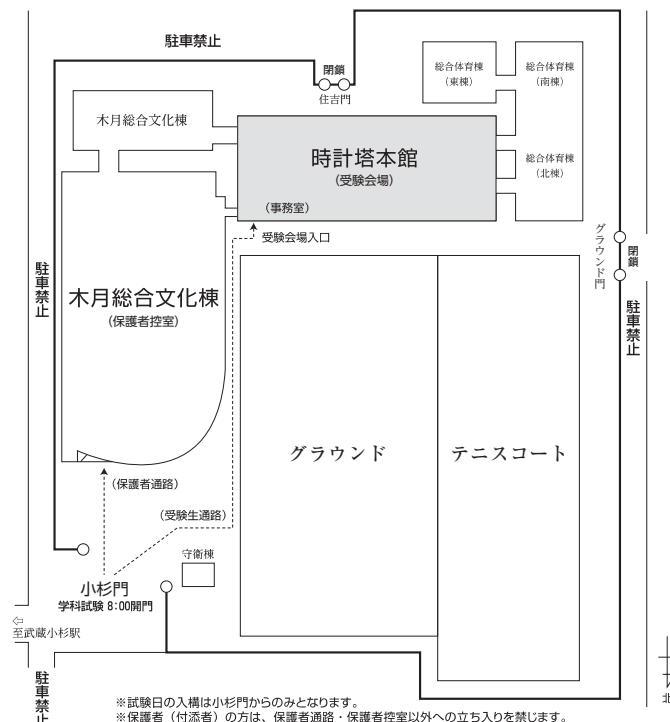 駐車禁止
閉鎖
住吉門
総合体育棟
(東棟)
総合体育棟
(南棟)
木月総合文化棟
時計塔本館
(受験会場)
総合体育棟
(北棟)
(事務室)
受験会場入口
グラウンド門
閉鎖
駐車禁止
木月総合文化棟
(保護者控室)
駐車禁止
グラウンド
テニスコート
(保護者通路)
(受験生通路)
守衛棟
小杉門
学科試験 8:00開門
⇦
至武蔵小杉駅
駐車禁止
北
※試験日の入構は小杉門からのみとなります。
※保護者（付添者）の方は、保護者通路・保護者控室以外への立ち入りを禁じます。